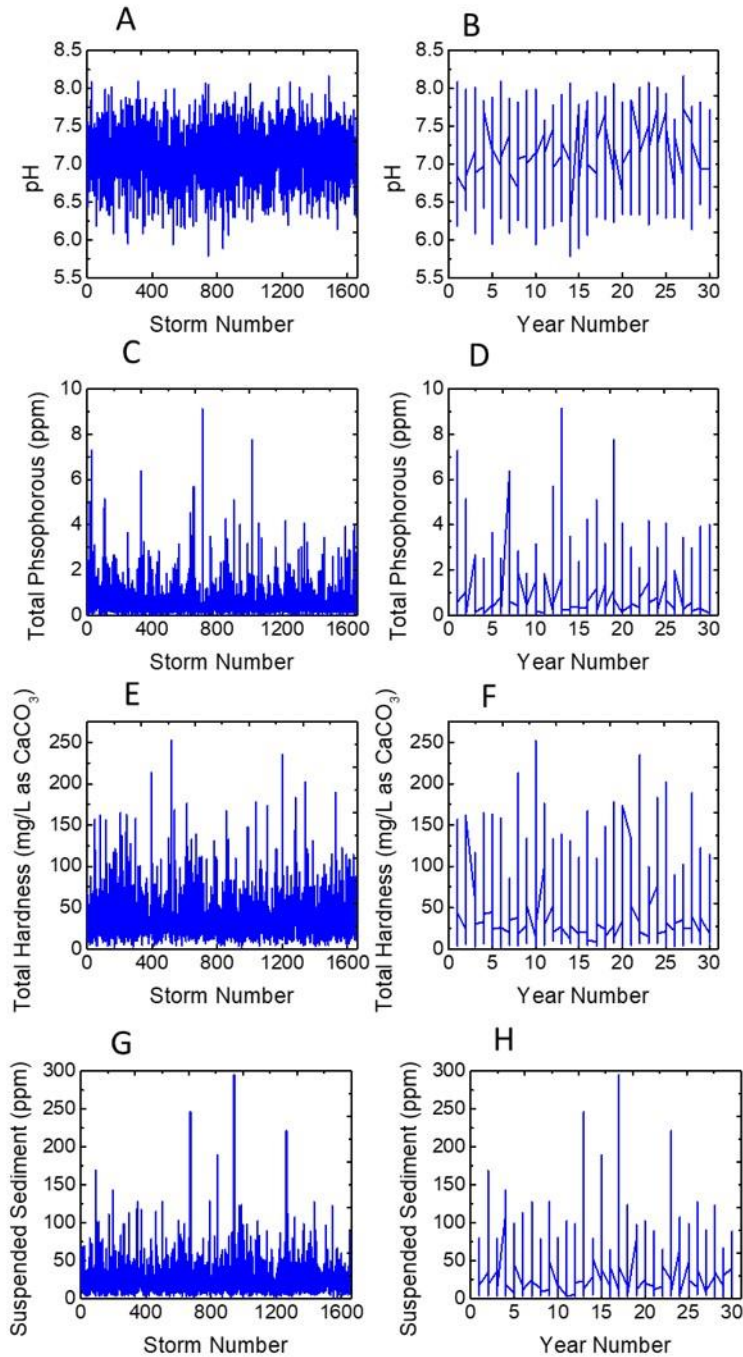 A
B
8.5
8.0
7.5
7.0
6.5
6.0
5.5
pH
0 400 800 1200 1600
Storm Number
8.5
8.0
7.5
7.0
6.5
6.0
5.5
pH
0 5 10 15 20 25 30
Year Number
C
D
10
8
6
4
2
0
Total Phsophorous (ppm)
0 400 800 1200 1600
Storm Number
10
8
6
4
2
0
Total Phsophorous (ppm)
0 5 10 15 20 25 30
Year Number
E
F
250
200
150
100
50
0
Total Hardness (mg/L as CaCO₃)
0 400 800 1200 1600
Storm Number
250
200
150
100
50
0
Total Hardness (mg/L as CaCO₃)
0 5 10 15 20 25 30
Year Number
G
H
300
250
200
150
100
50
0
Suspended Sediment (ppm)
0 400 800 1200 1600
Storm Number
300
250
200
150
100
50
0
Suspended Sediment (ppm)
0 5 10 15 20 25 30
Year Number